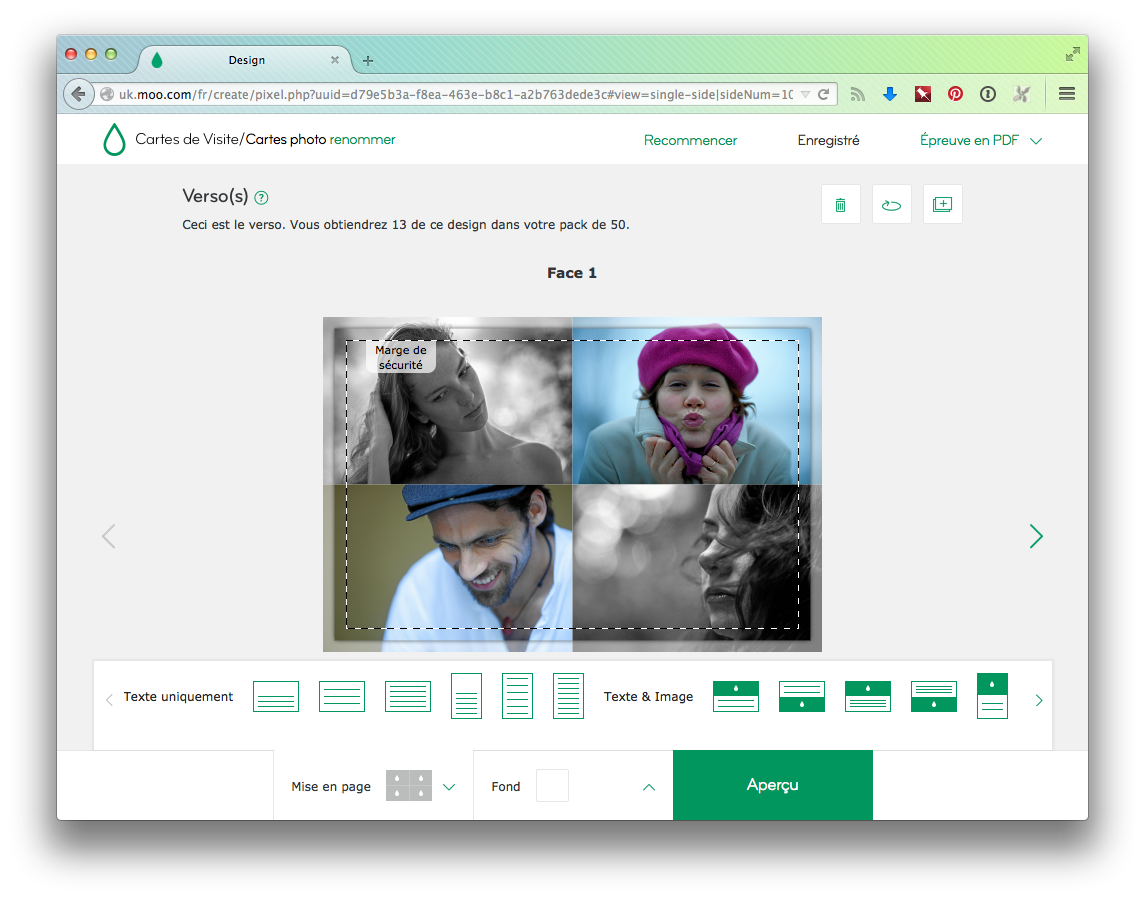 Design
uk.moo.com/fr/create/pixel.php?uuid=d79e5b3a-f8ea-463e-b8c1-a2b763dede3c#view=single-side|sideNum=10
Cartes de Visite/Cartes photo renommer
Recommencer
Enregistré
Épreuve en PDF
Verso(s) ?
Ceci est le verso. Vous obtiendrez 13 de ce design dans votre pack de 50.
Face 1
Marge de
sécurité
Texte uniquement
Texte & Image
Mise en page
Fond
Aperçu